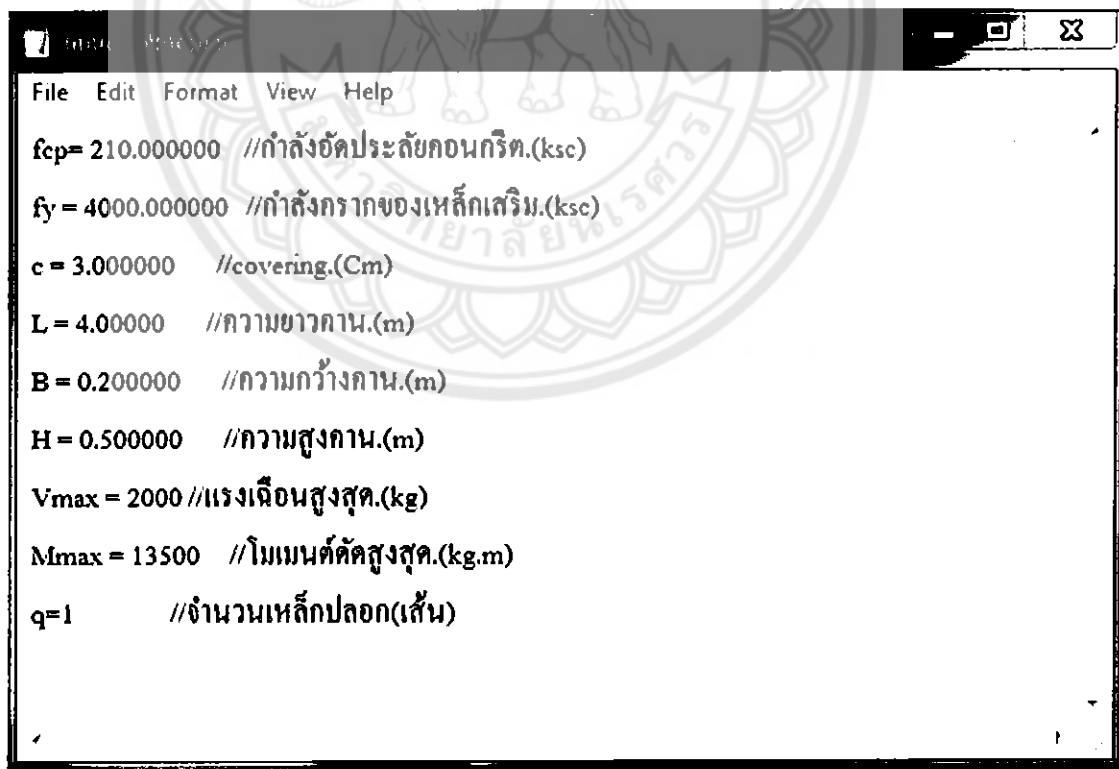 File Edit Format View Help
fcp= 210.000000 //กำลังอัดประลัยคอนกรีต.(ksc)
fy = 4000.000000 //กำลังครากของเหล็กเสริม.(ksc)
c = 3.000000 //covering.(Cm)
L = 4.00000 //ความยาวคาน.(m)
B = 0.200000 //ความกว้างคาน.(m)
H = 0.500000 //ความสูงคาน.(m)
Vmax = 2000 //แรงเฉือนสูงสุด.(kg)
Mmax = 13500 //โมเมนต์ดัดสูงสุด.(kg.m)
q=1 //จำนวนเหล็กปลอก(เส้น)